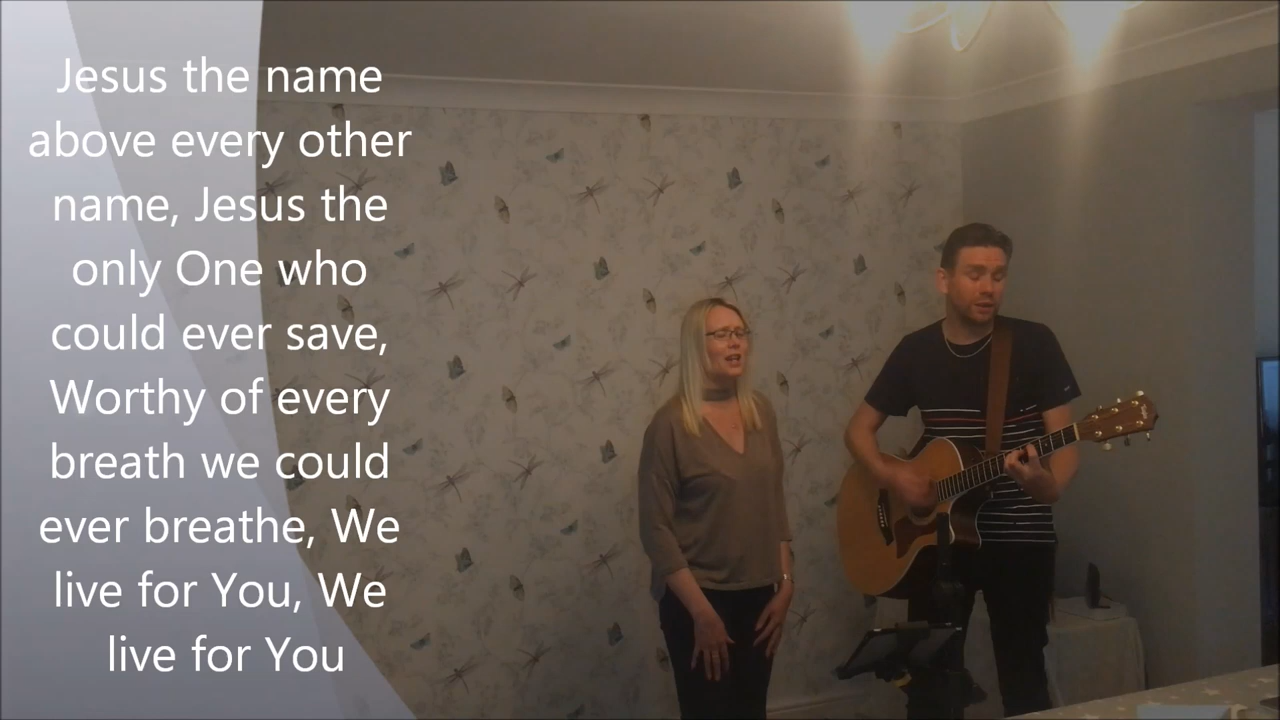 Jesus the name
above every other
name, Jesus the
only One who
could ever save,
Worthy of every
breath we could
ever breathe, We
live for You, We
live for You